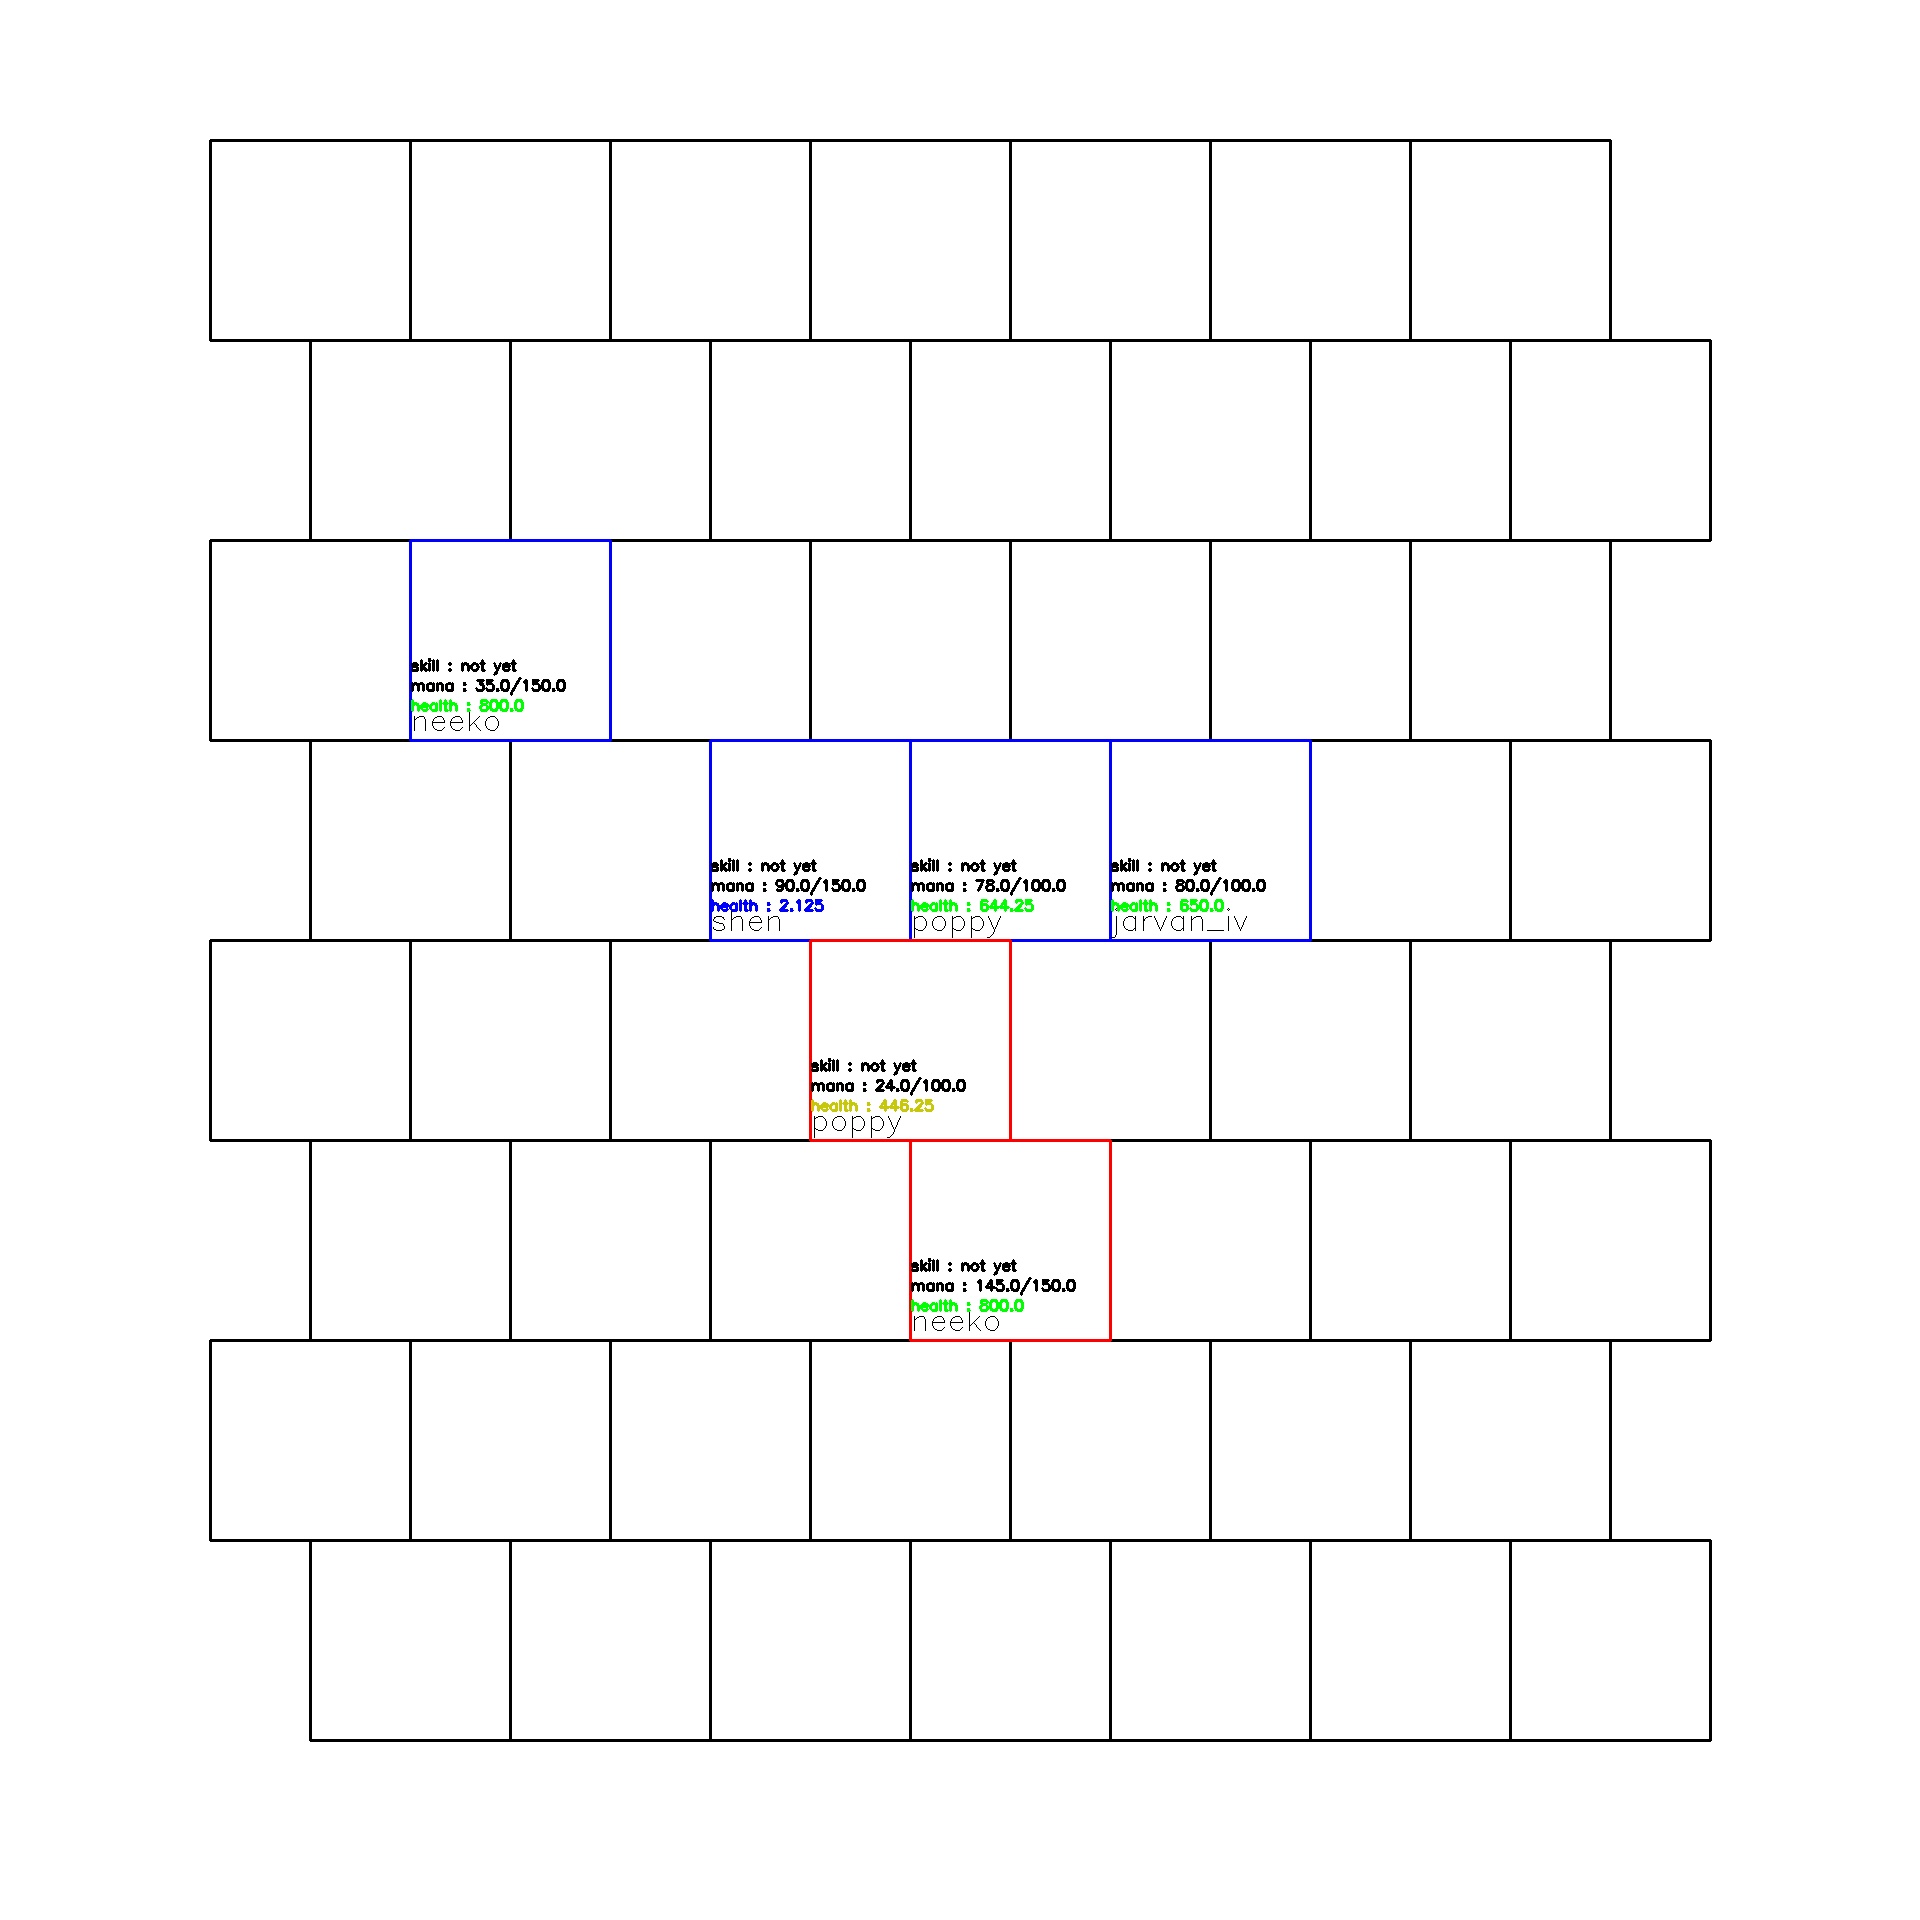 skill : not yet
mana : 35.0/150.0
health : 800.0
neeko
skill : not yet
mana : 90.0/150.0
health : 2.125
shen
skill : not yet
mana : 78.0/100.0
health : 644.25
poppy
skill : not yet
mana : 80.0/100.0
health : 650.0
jarvan_iv
skill : not yet
mana : 24.0/100.0
health : 446.25
poppy
skill : not yet
mana : 145.0/150.0
health : 800.0
neeko